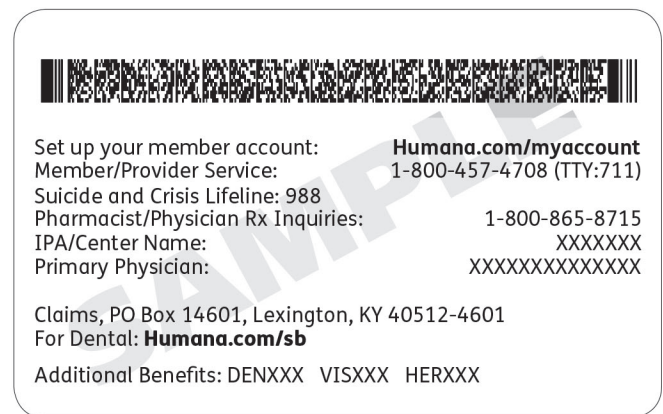 Set up your member account: Humana.com/myaccount
Member/Provider Service: 1-800-457-4708 (TTY:711)
Suicide and Crisis Lifeline: 988
Pharmacist/Physician Rx Inquiries: 1-800-865-8715
IPA/Center Name: XXXXXXX
Primary Physician: XXXXXXXXXXXXXX
Claims, PO Box 14601, Lexington, KY 40512-4601
For Dental: Humana.com/sb
Additional Benefits: DENXXX VISXXX HERXXX
SAMPLE